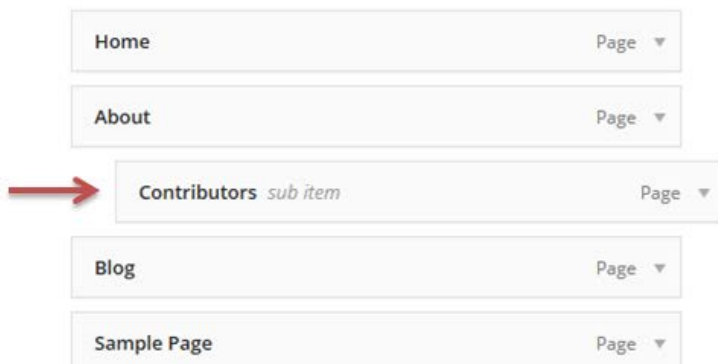 Home Page
About Page
Contributors sub item Page
Blog Page
Sample Page Page